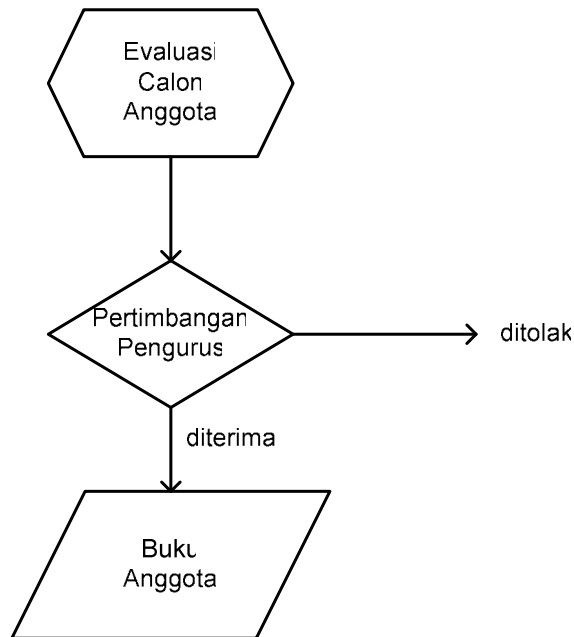 Evaluasi
Calon
Anggota
Pertimbangan
Pengurus
ditolak
diterima
Buku
Anggota